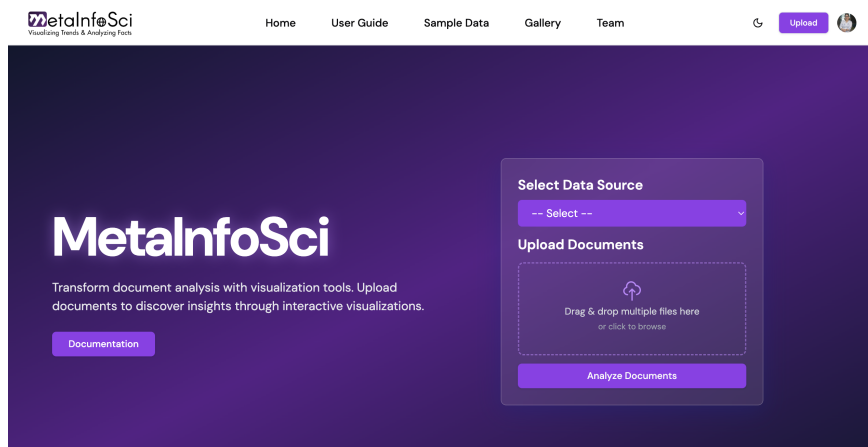 MetaInfoSci
Visualizing Trends & Analyzing Facts
Home
User Guide
Sample Data
Gallery
Team
Upload
MetaInfoSci
Transform document analysis with visualization tools. Upload
documents to discover insights through interactive visualizations.
Documentation
Select Data Source
-- Select --
Upload Documents
Drag & drop multiple files here
or click to browse
Analyze Documents